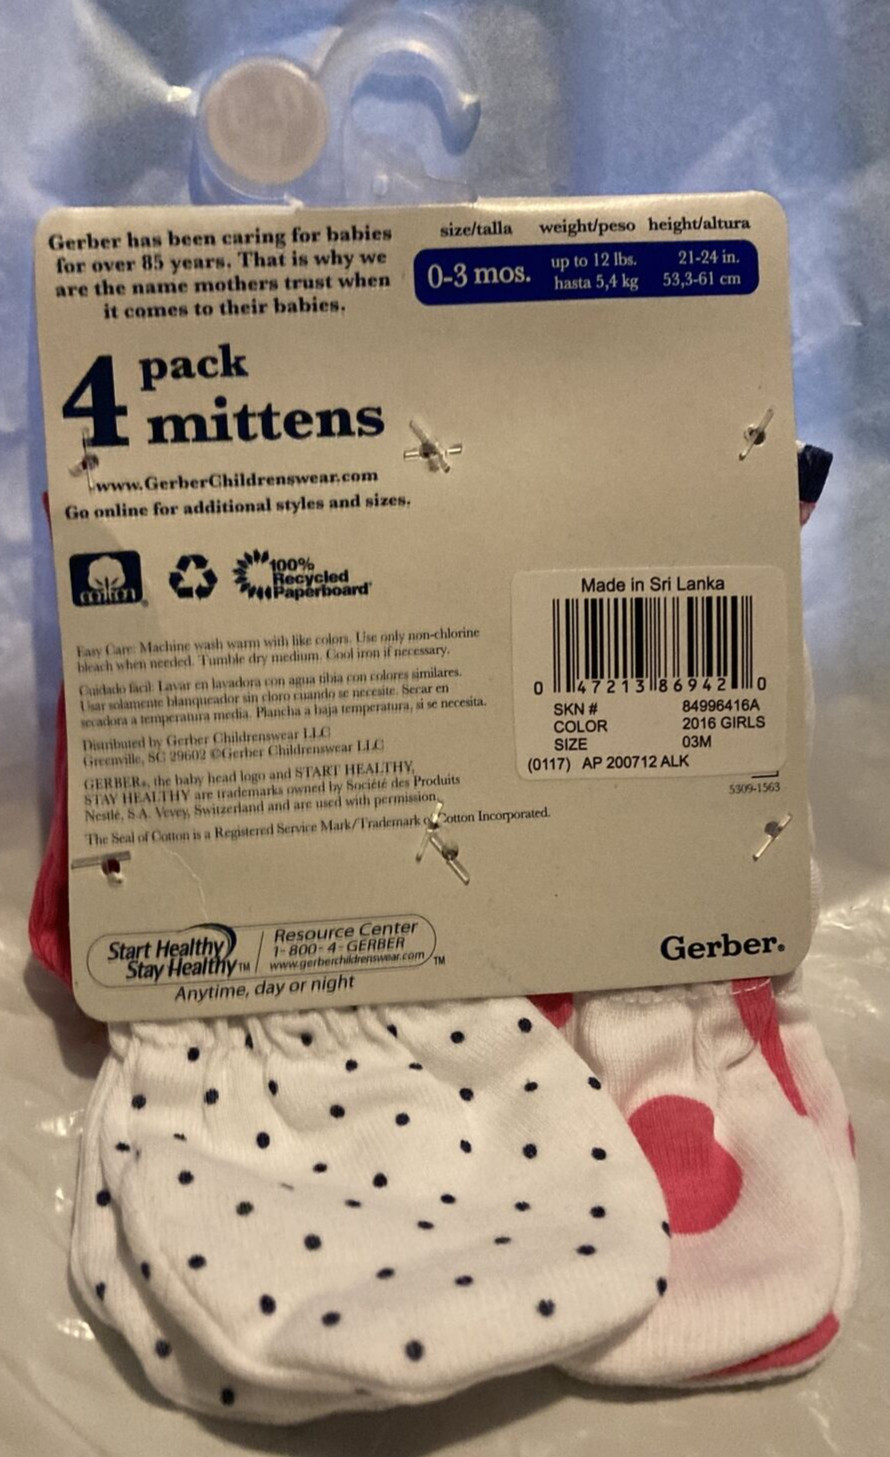 Gerber has been caring for babies
for over 85 years. That is why we
are the name mothers trust when
it comes to their babies.
size/talla weight/peso height/altura
0-3 mos. up to 12 lbs. 21-24 in.
hasta 5,4 kg 53,3-61 cm
4 pack
mittens
www.GerberChildrenswear.com
Go online for additional styles and sizes.
cotton®
100%
Recycled
Paperboard
Easy Care: Machine wash warm with like colors. Use only non-chlorine
bleach when needed. Tumble dry medium. Cool iron if necessary.
Cuidado fácil: Lavar en lavadora con agua tibia con colores similares.
Usar solamente blanqueador sin cloro cuando se necesite. Secar en
secadora a temperatura media. Plancha a baja temperatura, si se necesita.
Distributed by Gerber Childrenswear LLC
Greenville, SC 29602 ©Gerber Childrenswear LLC
GERBER®, the baby head logo and START HEALTHY,
STAY HEALTHY are trademarks owned by Société des Produits
Nestlé, S.A. Vevey, Switzerland and are used with permission.
The Seal of Cotton is a Registered Service Mark/Trademark of Cotton Incorporated.
Made in Sri Lanka
0 47213 86942 0
SKN # 84996416A
COLOR 2016 GIRLS
SIZE 03M
(0117) AP 200712 ALK
5309-1563
Start Healthy
Stay Healthy™
Resource Center
1-800-4-GERBER
www.gerberchildrenswear.com ™
Anytime, day or night
Gerber®